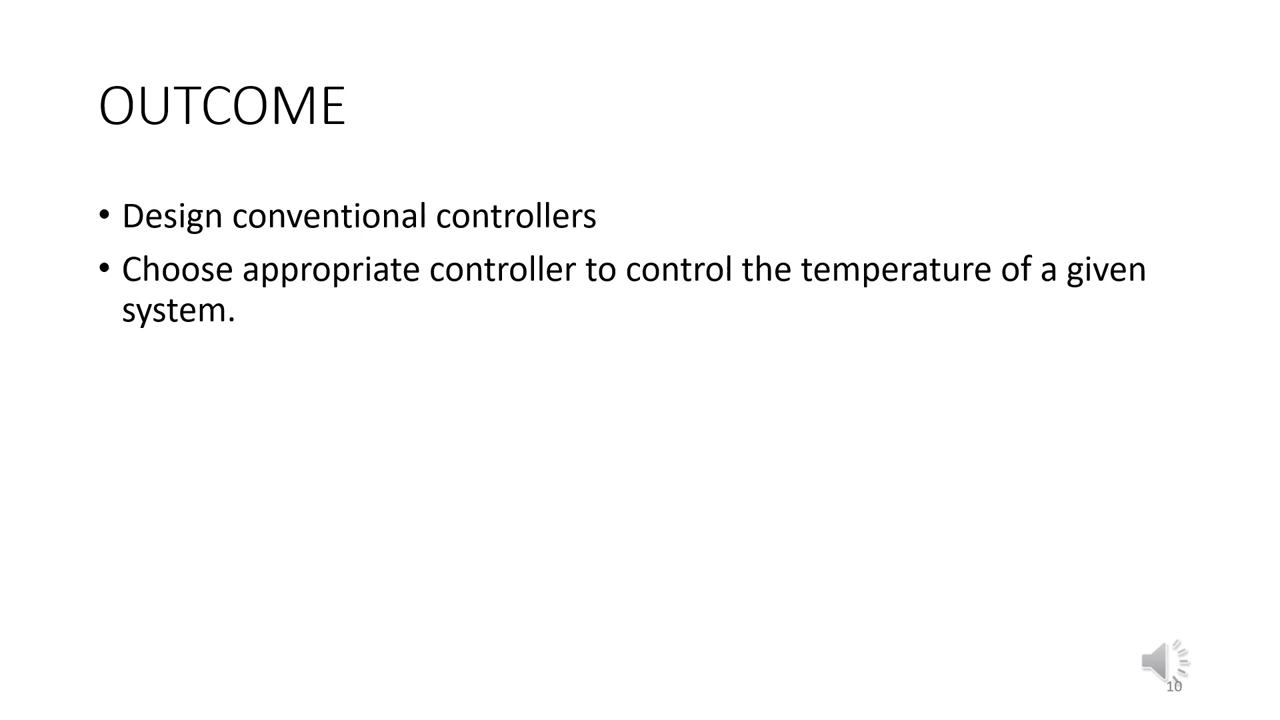 OUTCOME
• Design conventional controllers
• Choose appropriate controller to control the temperature of a given
system.
10